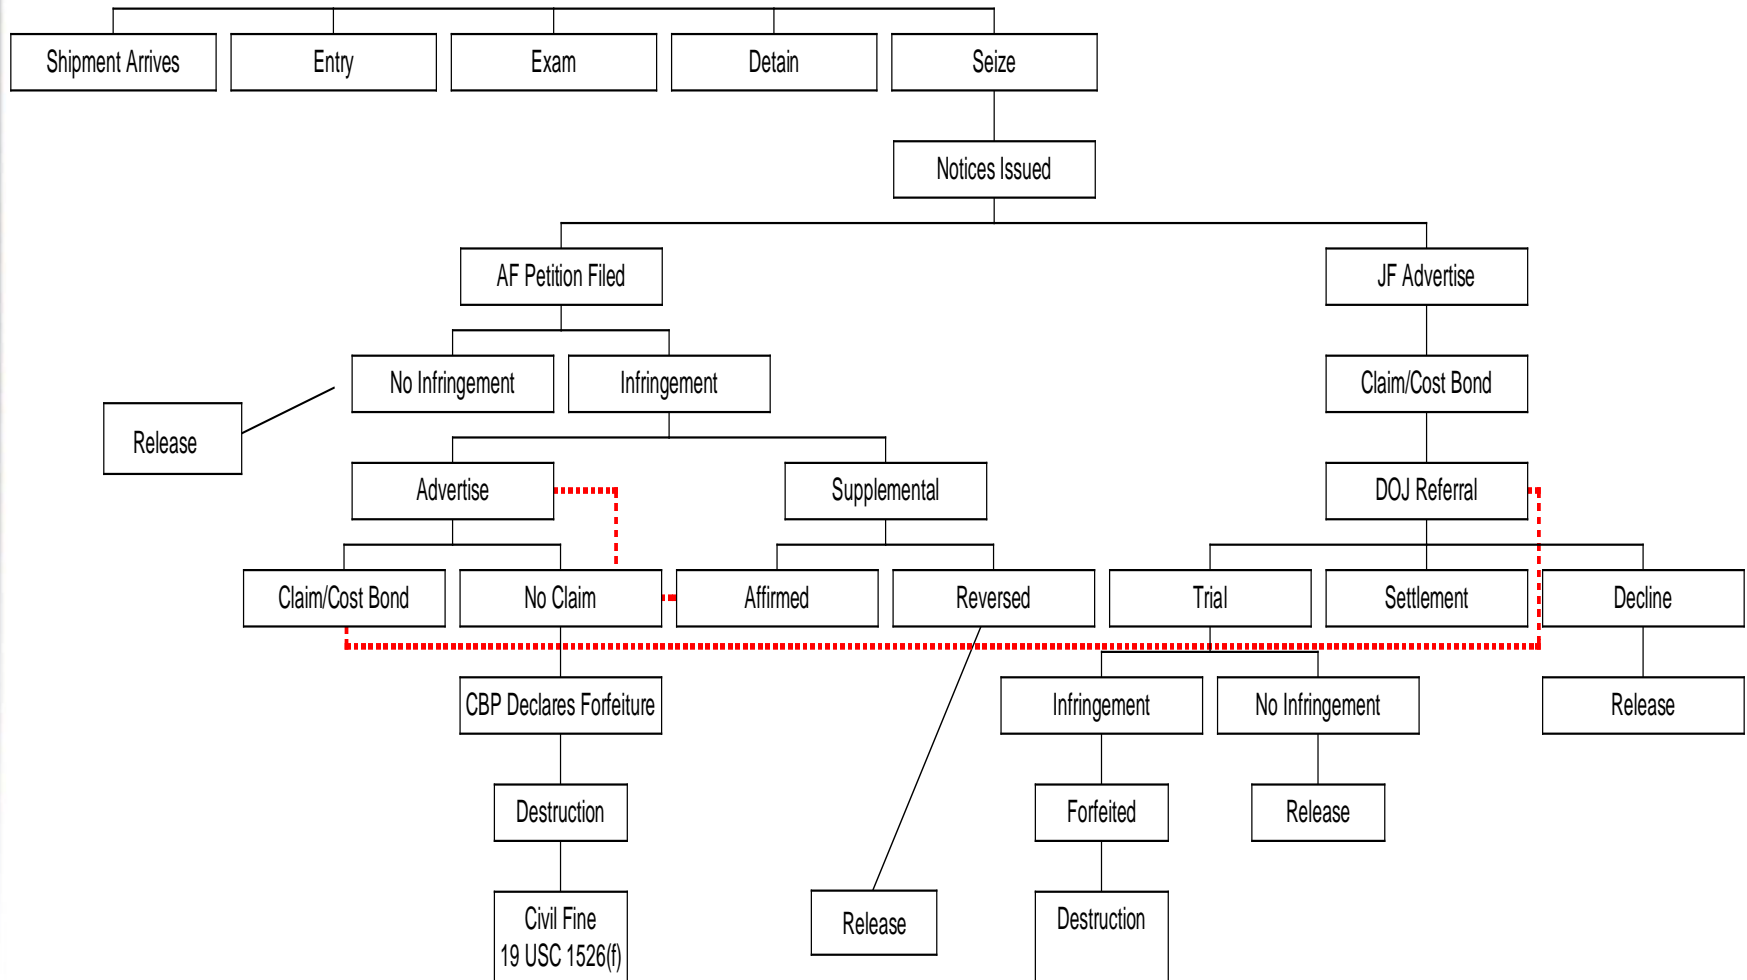 Shipment Arrives
Entry
Exam
Detain
Seize
Notices Issued
AF Petition Filed
JF Advertise
No Infringement
Infringement
Claim/Cost Bond
Release
Advertise
Supplemental
DOJ Referral
Claim/Cost Bond
No Claim
Affirmed
Reversed
Trial
Settlement
Decline
CBP Declares Forfeiture
Infringement
No Infringement
Release
Destruction
Forfeited
Release
Civil Fine
19 USC 1526(f)
Release
Destruction